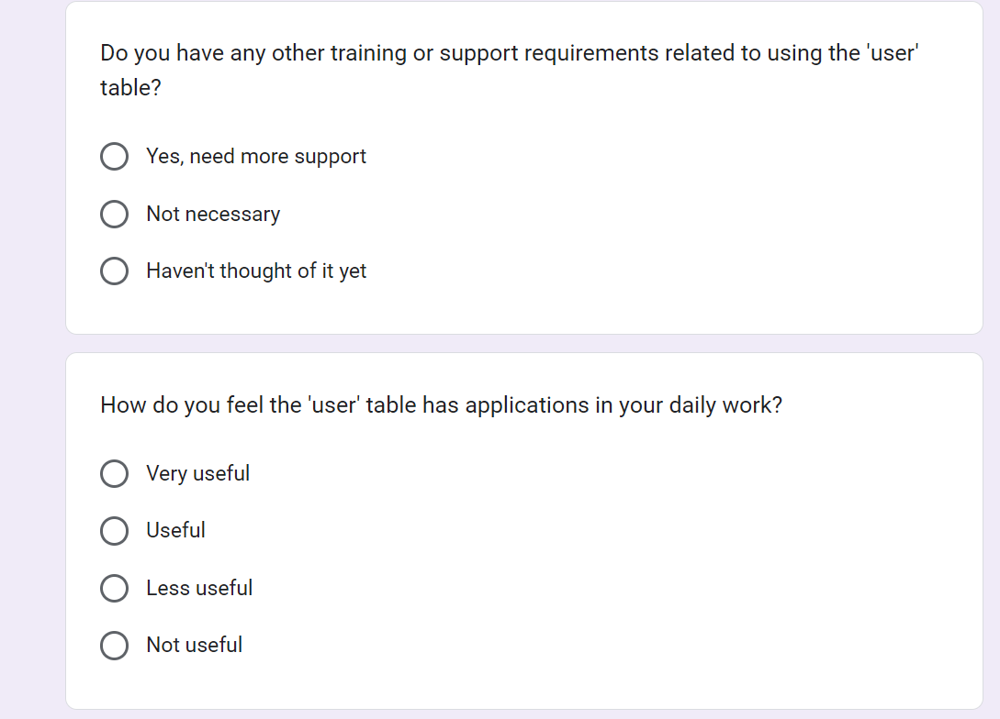 Do you have any other training or support requirements related to using the 'user'
table?
Yes, need more support
Not necessary
Haven't thought of it yet
How do you feel the 'user' table has applications in your daily work?
Very useful
Useful
Less useful
Not useful